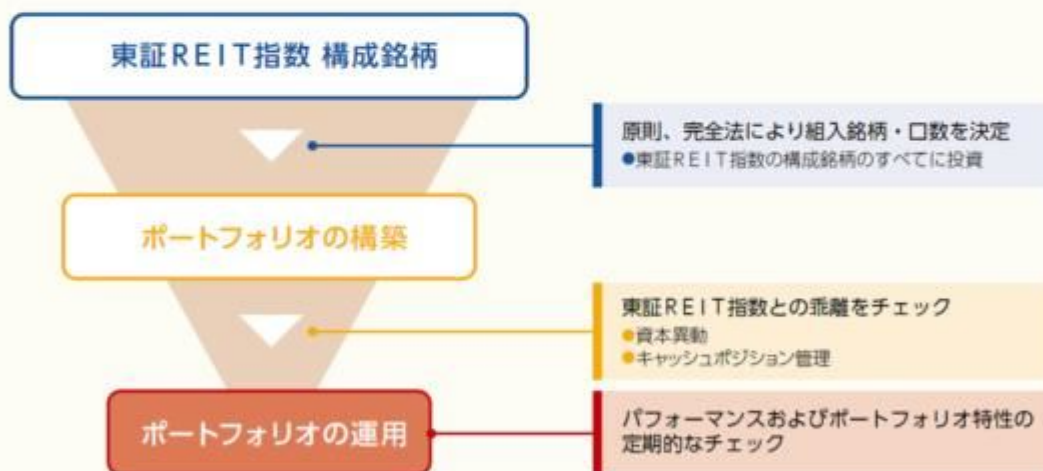 東証REIT指数 構成銘柄
原則、完全法により組入銘柄・口数を決定
●東証REIT指数の構成銘柄のすべてに投資
ポートフォリオの構築
東証REIT指数との乖離をチェック
●資本異動
●キャッシュポジション管理
ポートフォリオの運用
パフォーマンスおよびポートフォリオ特性の
定期的なチェック